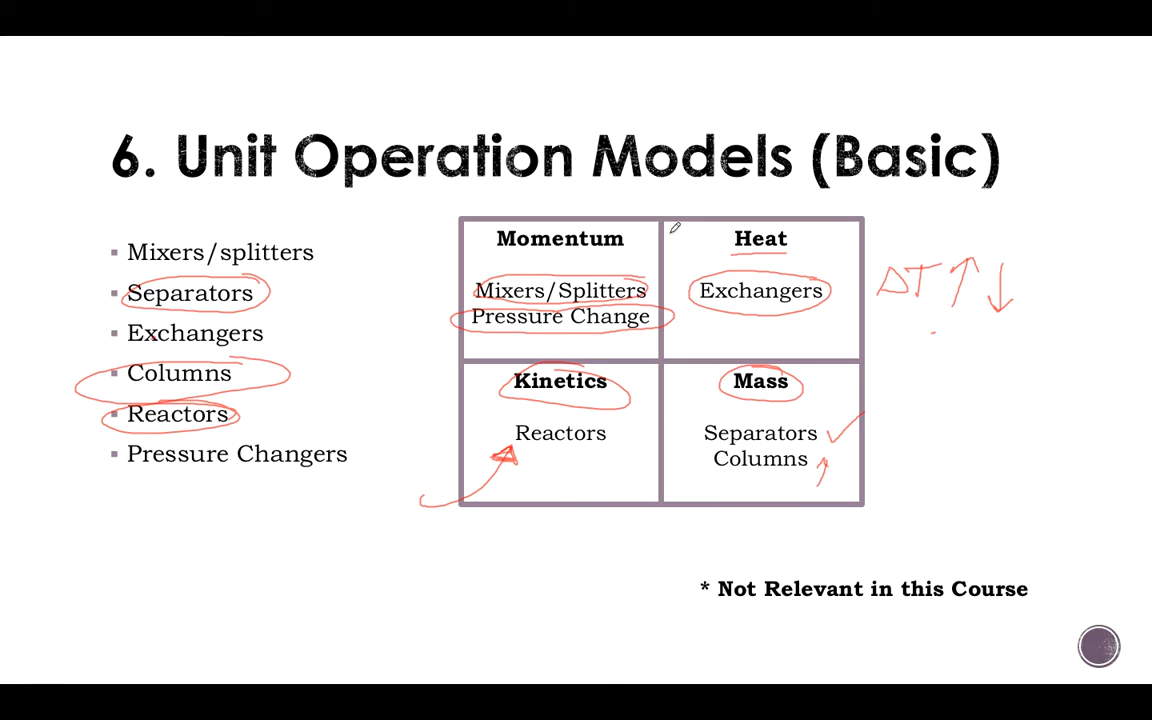 6. Unit Operation Models (Basic)
Mixers/splitters
Separators
Exchangers
Columns
Reactors
Pressure Changers
Momentum
Mixers/Splitters
Pressure Change
Heat
Exchangers
ΔT ↑ ↓
Kinetics
Reactors
Mass
Separators
Columns
* Not Relevant in this Course